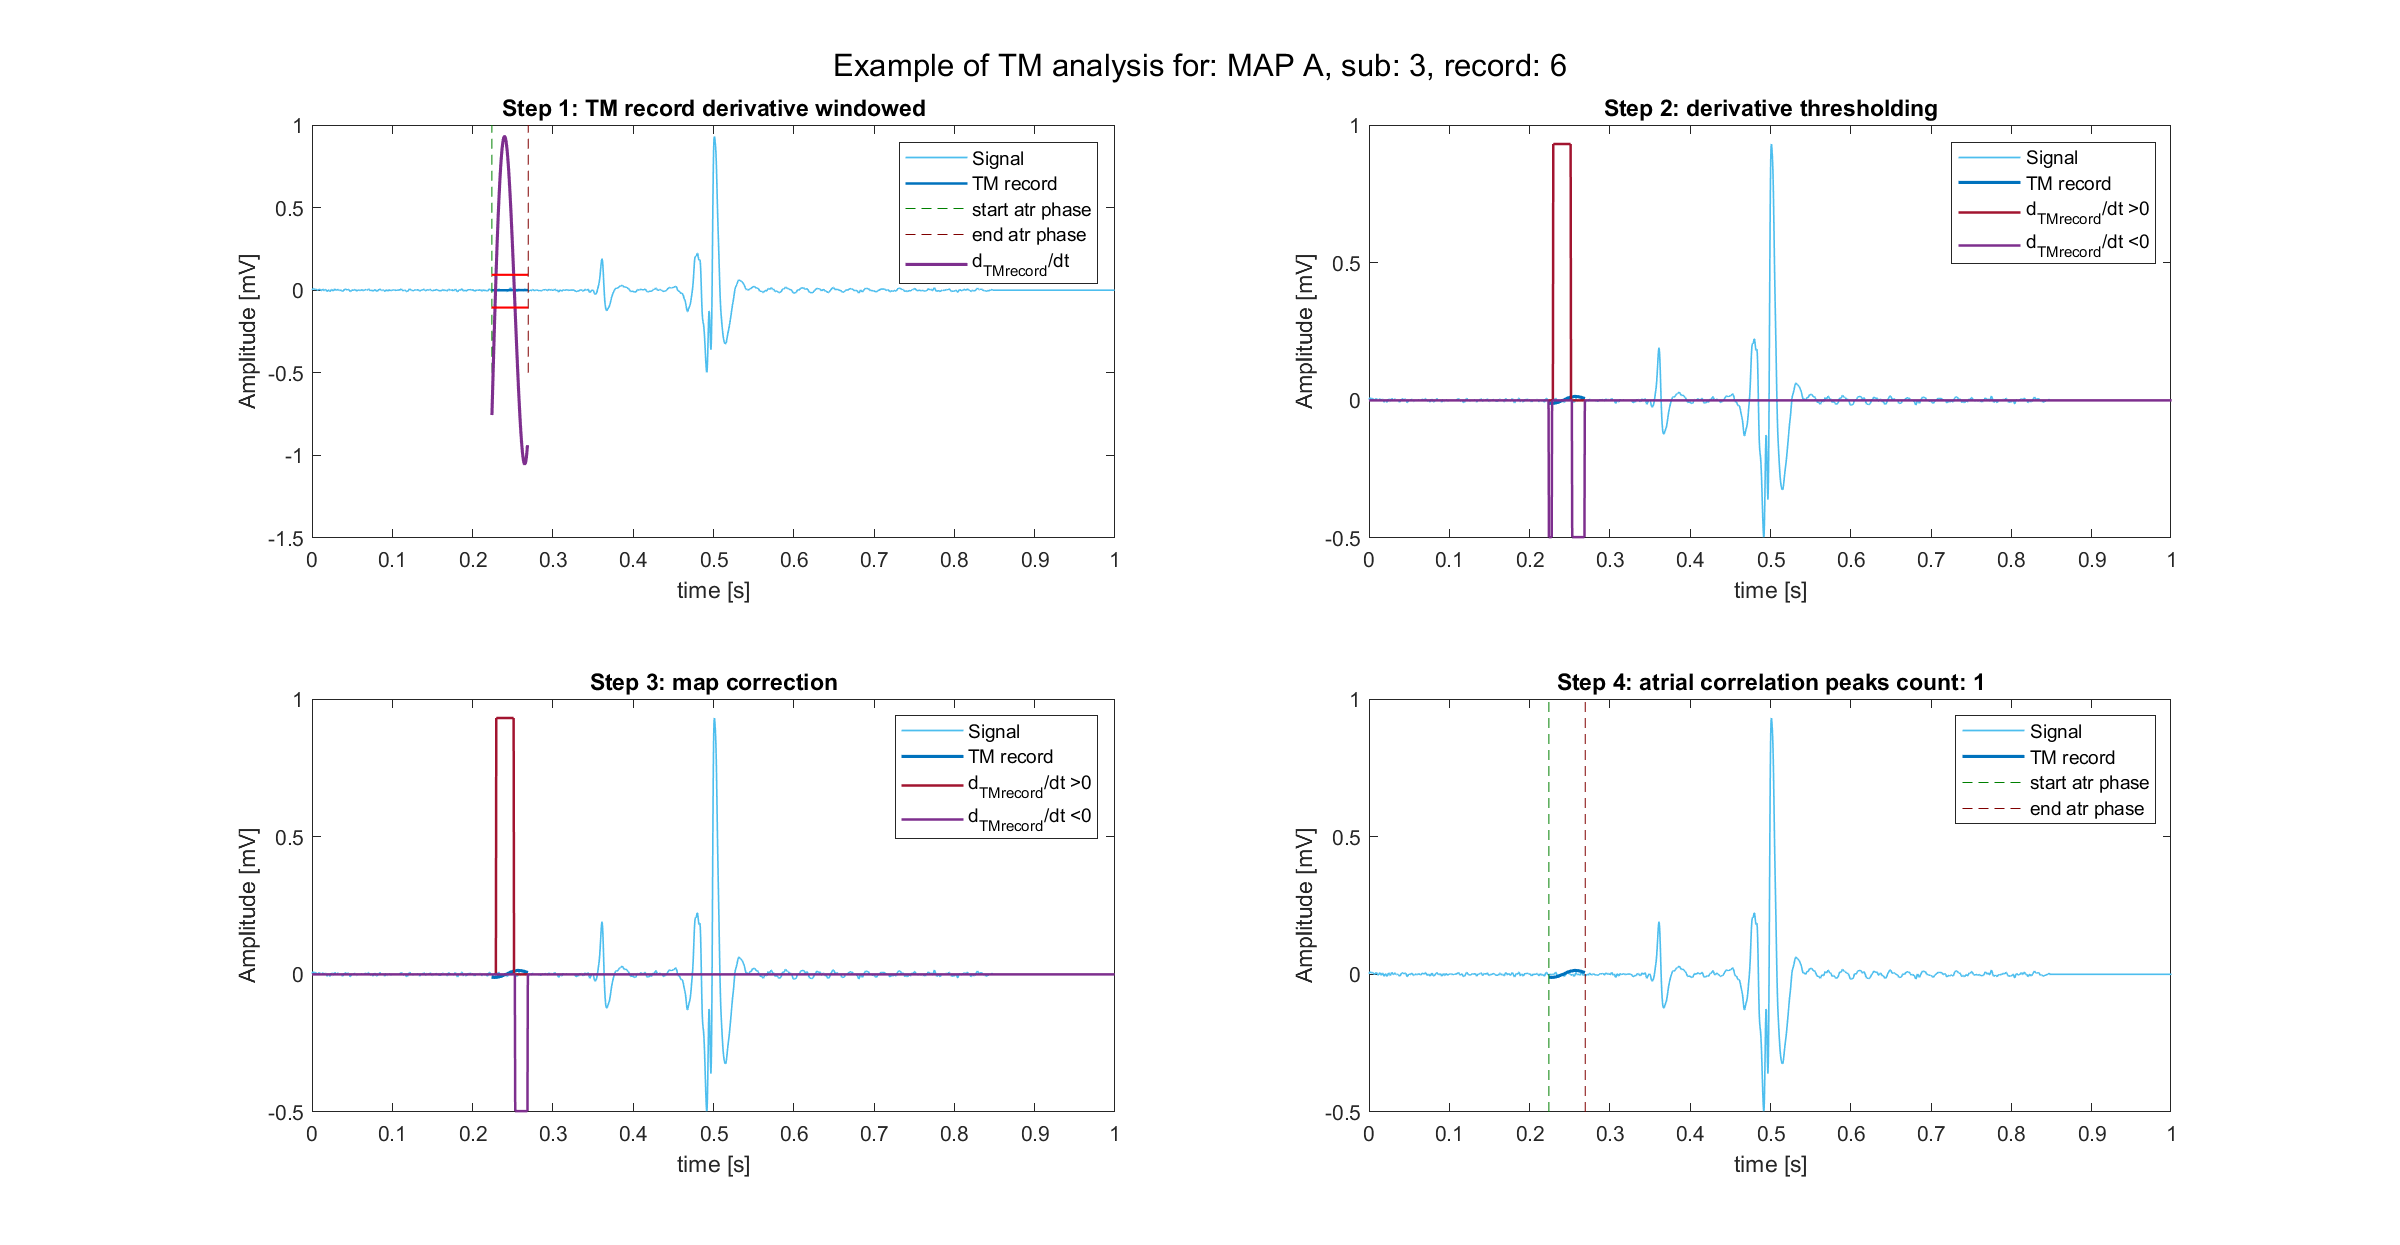 Example of TM analysis for: MAP A, sub: 3, record: 6
Step 1: TM record derivative windowed
1
0.5
0
-0.5
-1
-1.5
Amplitude [mV]
0 0.1 0.2 0.3 0.4 0.5 0.6 0.7 0.8 0.9 1
time [s]
Signal
TM record
start atr phase
end atr phase
dTMrecord/dt
Step 2: derivative thresholding
1
0.5
0
-0.5
Amplitude [mV]
0 0.1 0.2 0.3 0.4 0.5 0.6 0.7 0.8 0.9 1
time [s]
Signal
TM record
dTMrecord/dt >0
dTMrecord/dt <0
Step 3: map correction
1
0.5
0
-0.5
Amplitude [mV]
0 0.1 0.2 0.3 0.4 0.5 0.6 0.7 0.8 0.9 1
time [s]
Signal
TM record
dTMrecord/dt >0
dTMrecord/dt <0
Step 4: atrial correlation peaks count: 1
1
0.5
0
-0.5
Amplitude [mV]
0 0.1 0.2 0.3 0.4 0.5 0.6 0.7 0.8 0.9 1
time [s]
Signal
TM record
start atr phase
end atr phase